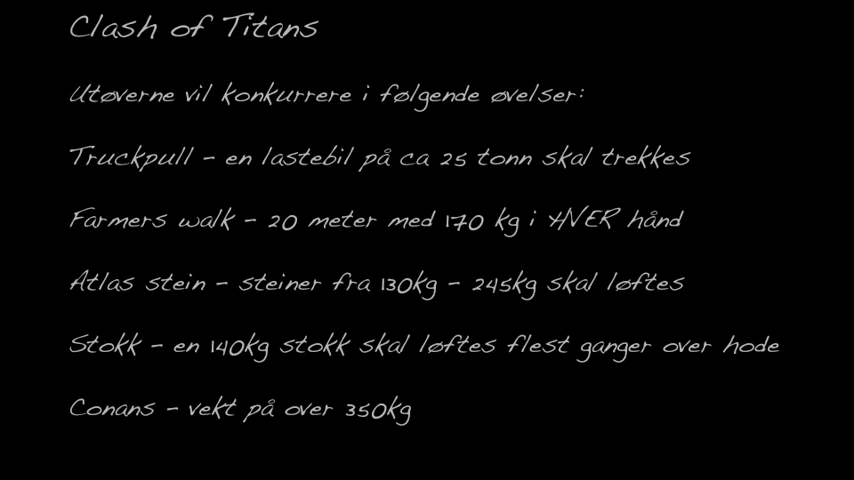 Clash of Titans
Utøverne vil konkurrere i følgende øvelser:
Truckpull - en lastebil på ca 25 tonn skal trekkes
Farmers walk - 20 meter med 170 kg i HVER hånd
Atlas stein - steiner fra 130kg - 245kg skal løftes
Stokk - en 140kg stokk skal løftes flest ganger over hode
Conans - vekt på over 350kg